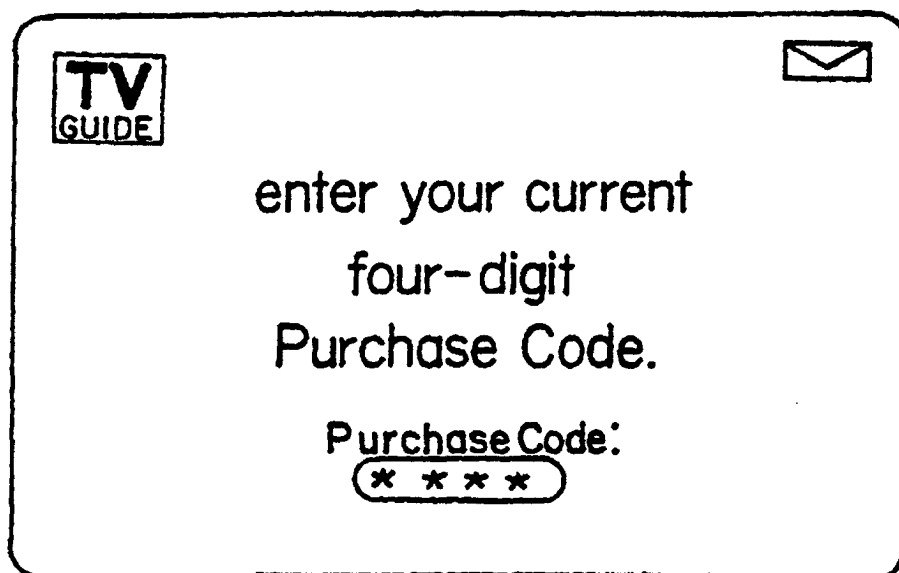 TV
GUIDE
enter your current
four-digit
Purchase Code.
Purchase Code:
* * * *